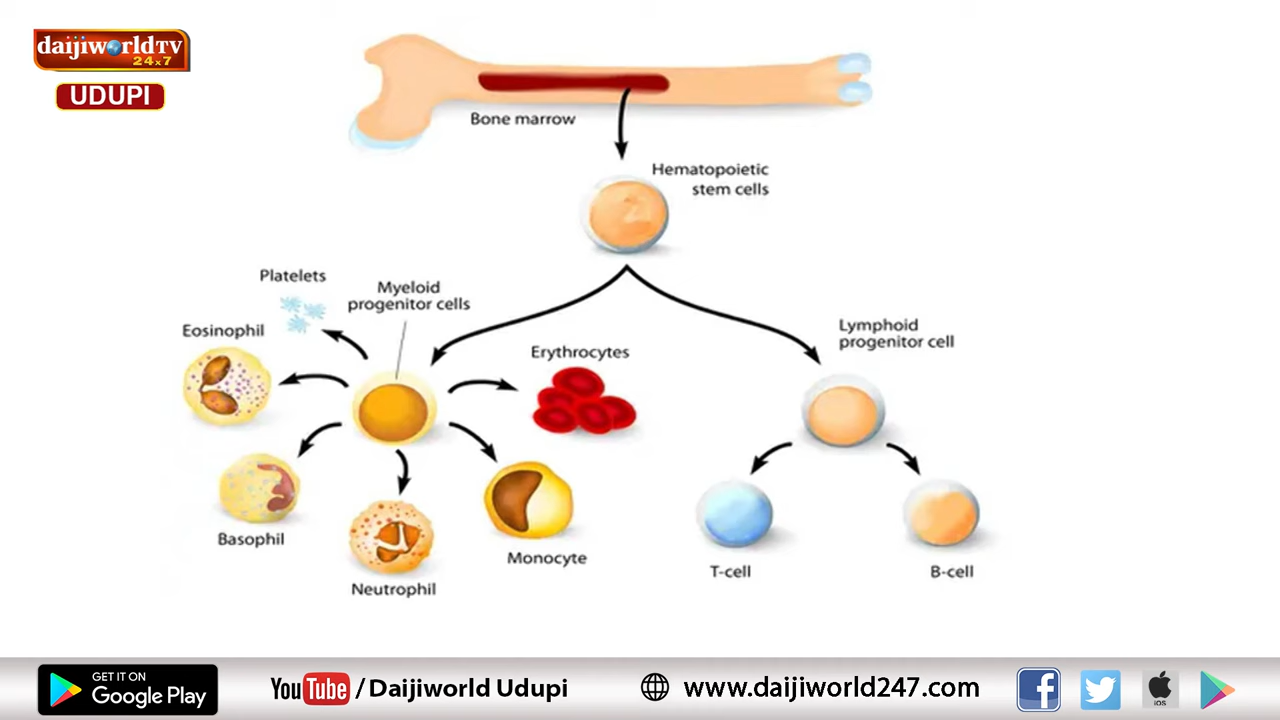 daijiworldTV
24x7
UDUPI
Bone marrow
Hematopoietic
stem cells
Platelets
Myeloid
progenitor cells
Eosinophil
Erythrocytes
Lymphoid
progenitor cell
Basophil
Neutrophil
Monocyte
T-cell
B-cell
GET IT ON
Google Play
YouTube / Daijiworld Udupi
www.daijiworld247.com
iOS